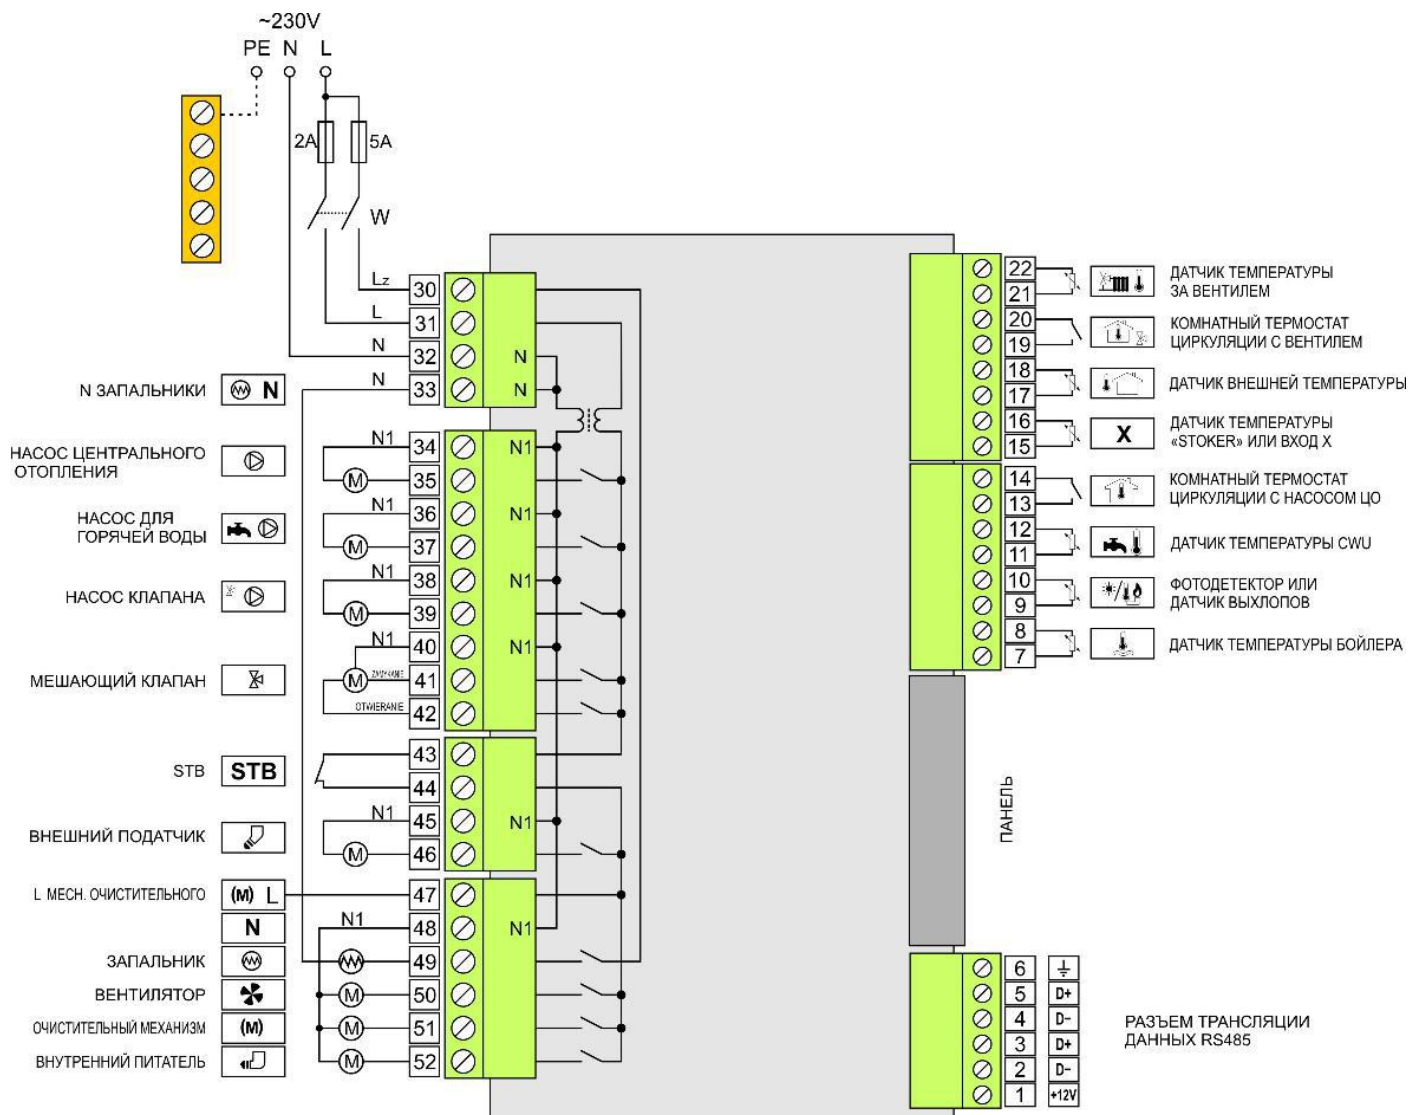 ~230V
PE N L
2A 5A
W
Lz
30
L
31
N
32 N
N
33 N
N ЗАПАЛЬНИКИ N
N1
34 N1
НАСОС ЦЕНТРАЛЬНОГО
ОТОПЛЕНИЯ
M 35
N1
36 N1
НАСОС ДЛЯ
ГОРЯЧЕЙ ВОДЫ
M 37
N1
38 N1
НАСОС КЛАПАНА
M 39
N1
40 N1
МЕШАЮЩИЙ КЛАПАН
M ZAMYKANIE 41
OTWIERANIE 42
43
STB STB
44
N1
45 N1
ВНЕШНИЙ ПОДАТЧИК
M 46
L МЕСН. ОЧИСТИТЕЛЬНОГО (M) L 47
N N1 48 N1
ЗАПАЛЬНИК 49
ВЕНТИЛЯТОР M 50
ОЧИСТИТЕЛЬНЫЙ МЕХАНИЗМ (M) M 51
ВНУТРЕННИЙ ПИТАТЕЛЬ M 52
22
21
ДАТЧИК ТЕМПЕРАТУРЫ
ЗА ВЕНТИЛЕМ
20
19
КОМНАТНЫЙ ТЕРМОСТАТ
ЦИРКУЛЯЦИИ С ВЕНТИЛЕМ
18
17
ДАТЧИК ВНЕШНЕЙ ТЕМПЕРАТУРЫ
16
15
X
ДАТЧИК ТЕМПЕРАТУРЫ
«STOKER» ИЛИ ВХОД X
14
13
КОМНАТНЫЙ ТЕРМОСТАТ
ЦИРКУЛЯЦИИ С НАСОСОМ ЦО
12
11
ДАТЧИК ТЕМПЕРАТУРЫ CWU
10
9
ФОТОДЕТЕКТОР ИЛИ
ДАТЧИК ВЫХЛОПОВ
8
7
ДАТЧИК ТЕМПЕРАТУРЫ БОЙЛЕРА
ПАНЕЛЬ
6
5 D+
4 D-
3 D+
2 D-
1 +12V
РАЗЪЕМ ТРАНСЛЯЦИИ
ДАННЫХ RS485